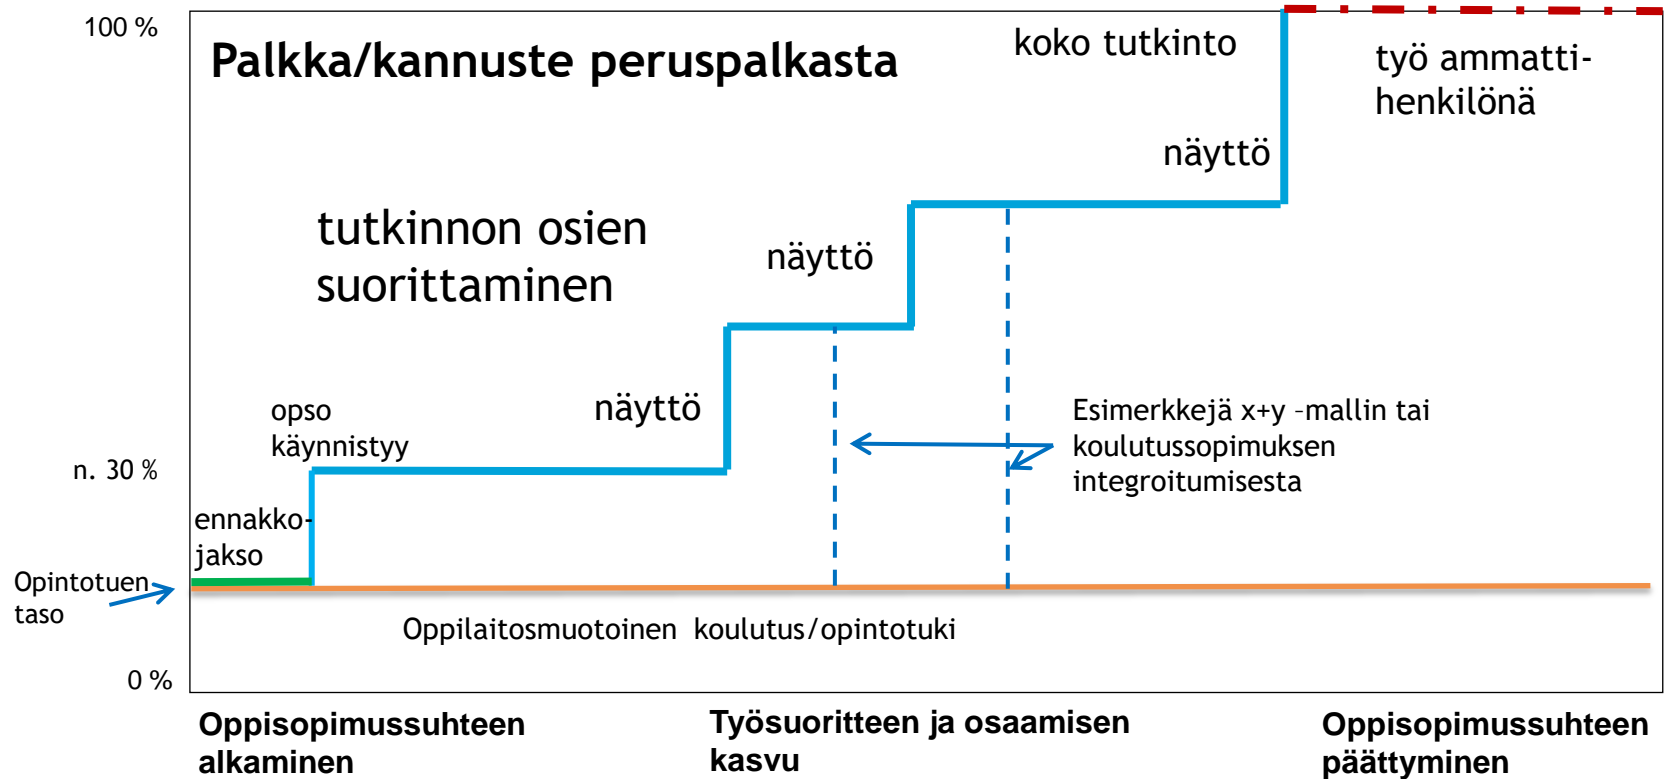 100 %
Palkka/kannuste peruspalkasta
koko tutkinto
työ ammatti-
henkilönä
näyttö
tutkinnon osien
suorittaminen
näyttö
opso
käynnistyy
näyttö
Esimerkkejä x+y –mallin tai
koulutussopimuksen
integroitumisesta
n. 30 %
ennakko-
jakso
Opintotuen
taso
Oppilaitosmuotoinen koulutus/opintotuki
0 %
Oppisopimussuhteen
alkaminen
Työsuoritteen ja osaamisen
kasvu
Oppisopimussuhteen
päättyminen